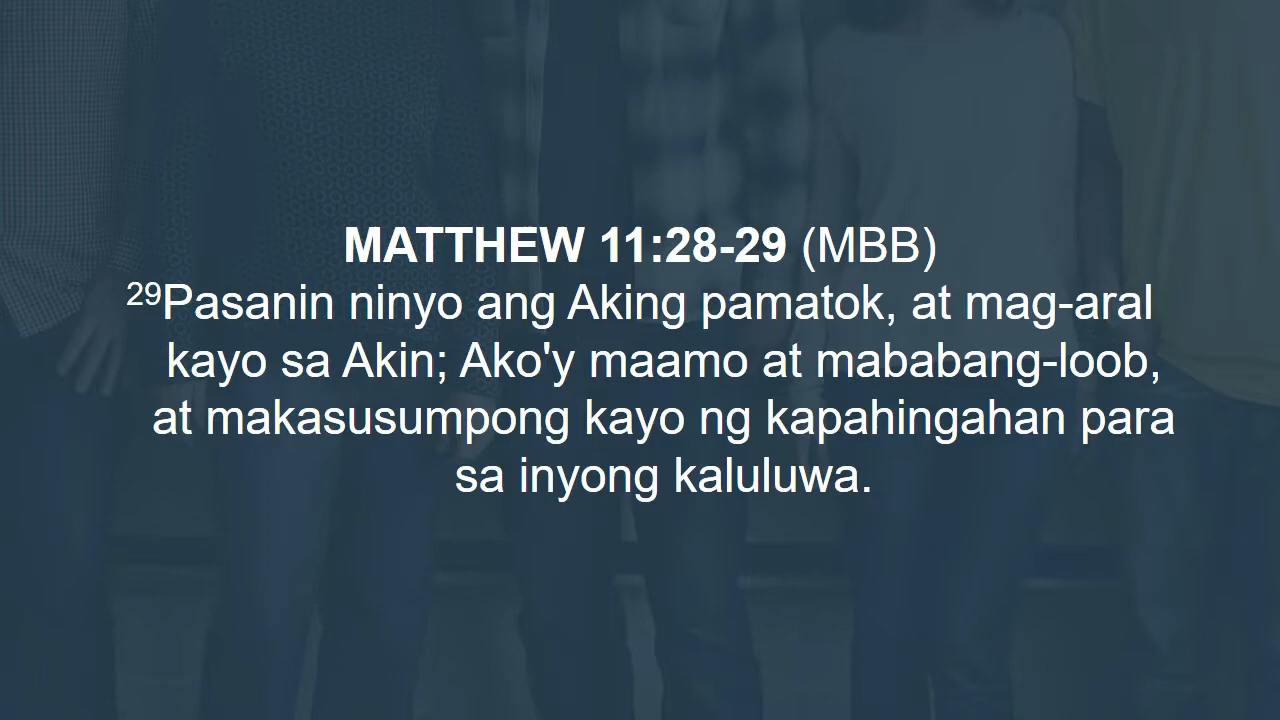 MATTHEW 11:28-29 (MBB)
29Pasanin ninyo ang Aking pamatok, at mag-aral
kayo sa Akin; Ako'y maamo at mababang-loob,
at makasusumpong kayo ng kapahingahan para
sa inyong kaluluwa.